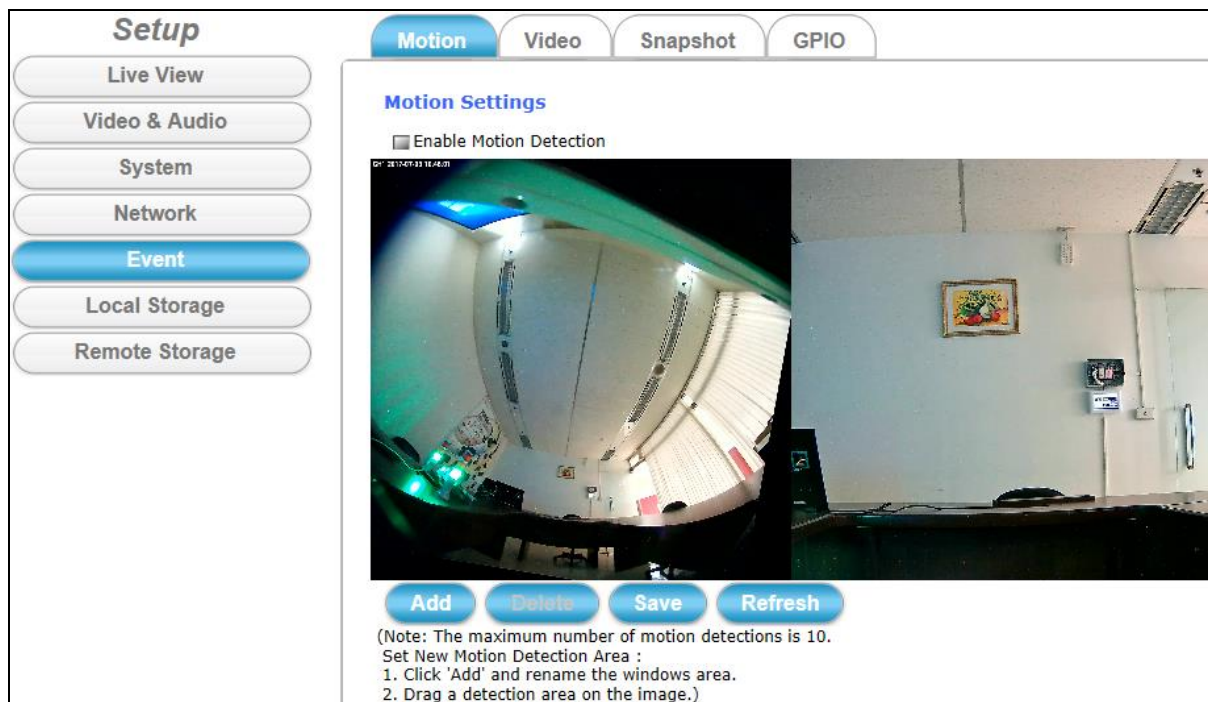 Setup
Live View
Video & Audio
System
Network
Event
Local Storage
Remote Storage
Motion Video Snapshot GPIO
Motion Settings
Enable Motion Detection
Add Delete Save Refresh
(Note: The maximum number of motion detections is 10.
Set New Motion Detection Area :
1. Click 'Add' and rename the windows area.
2. Drag a detection area on the image.)